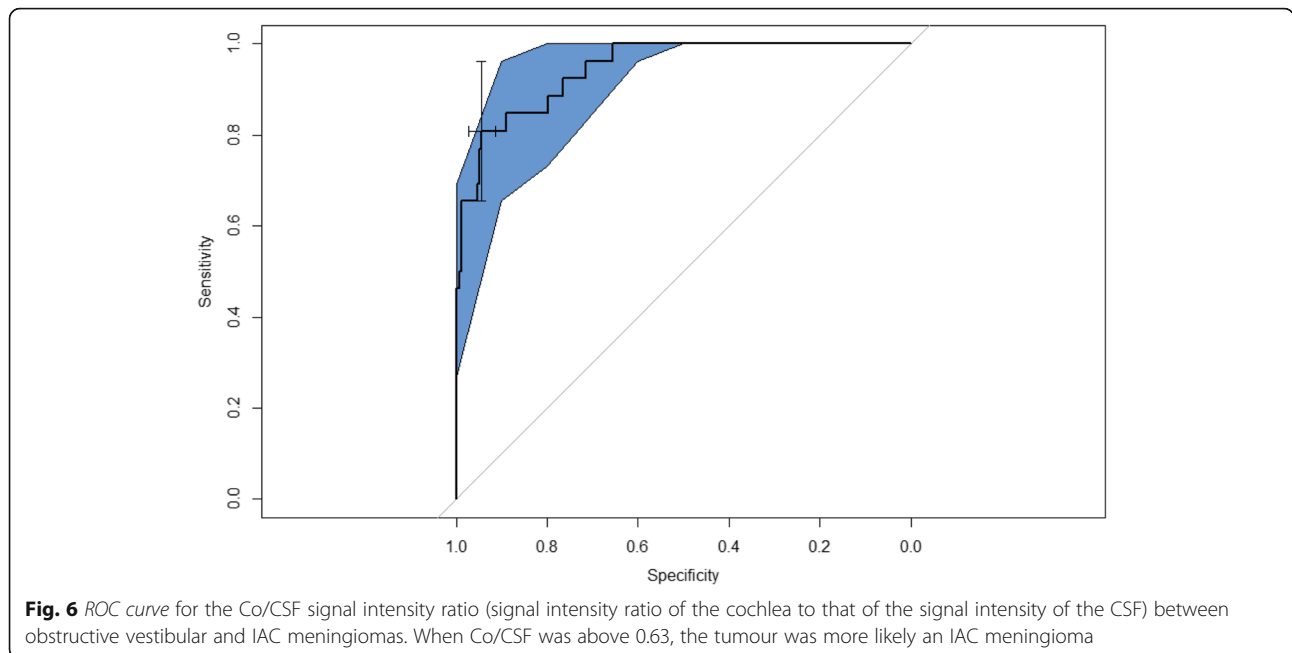 1.0
0.8
0.6
0.4
0.2
0.0
Sensitivity
1.0 0.8 0.6 0.4 0.2 0.0
Specificity
Fig. 6 ROC curve for the Co/CSF signal intensity ratio (signal intensity ratio of the cochlea to that of the signal intensity of the CSF) between
obstructive vestibular and IAC meningiomas. When Co/CSF was above 0.63, the tumour was more likely an IAC meningioma